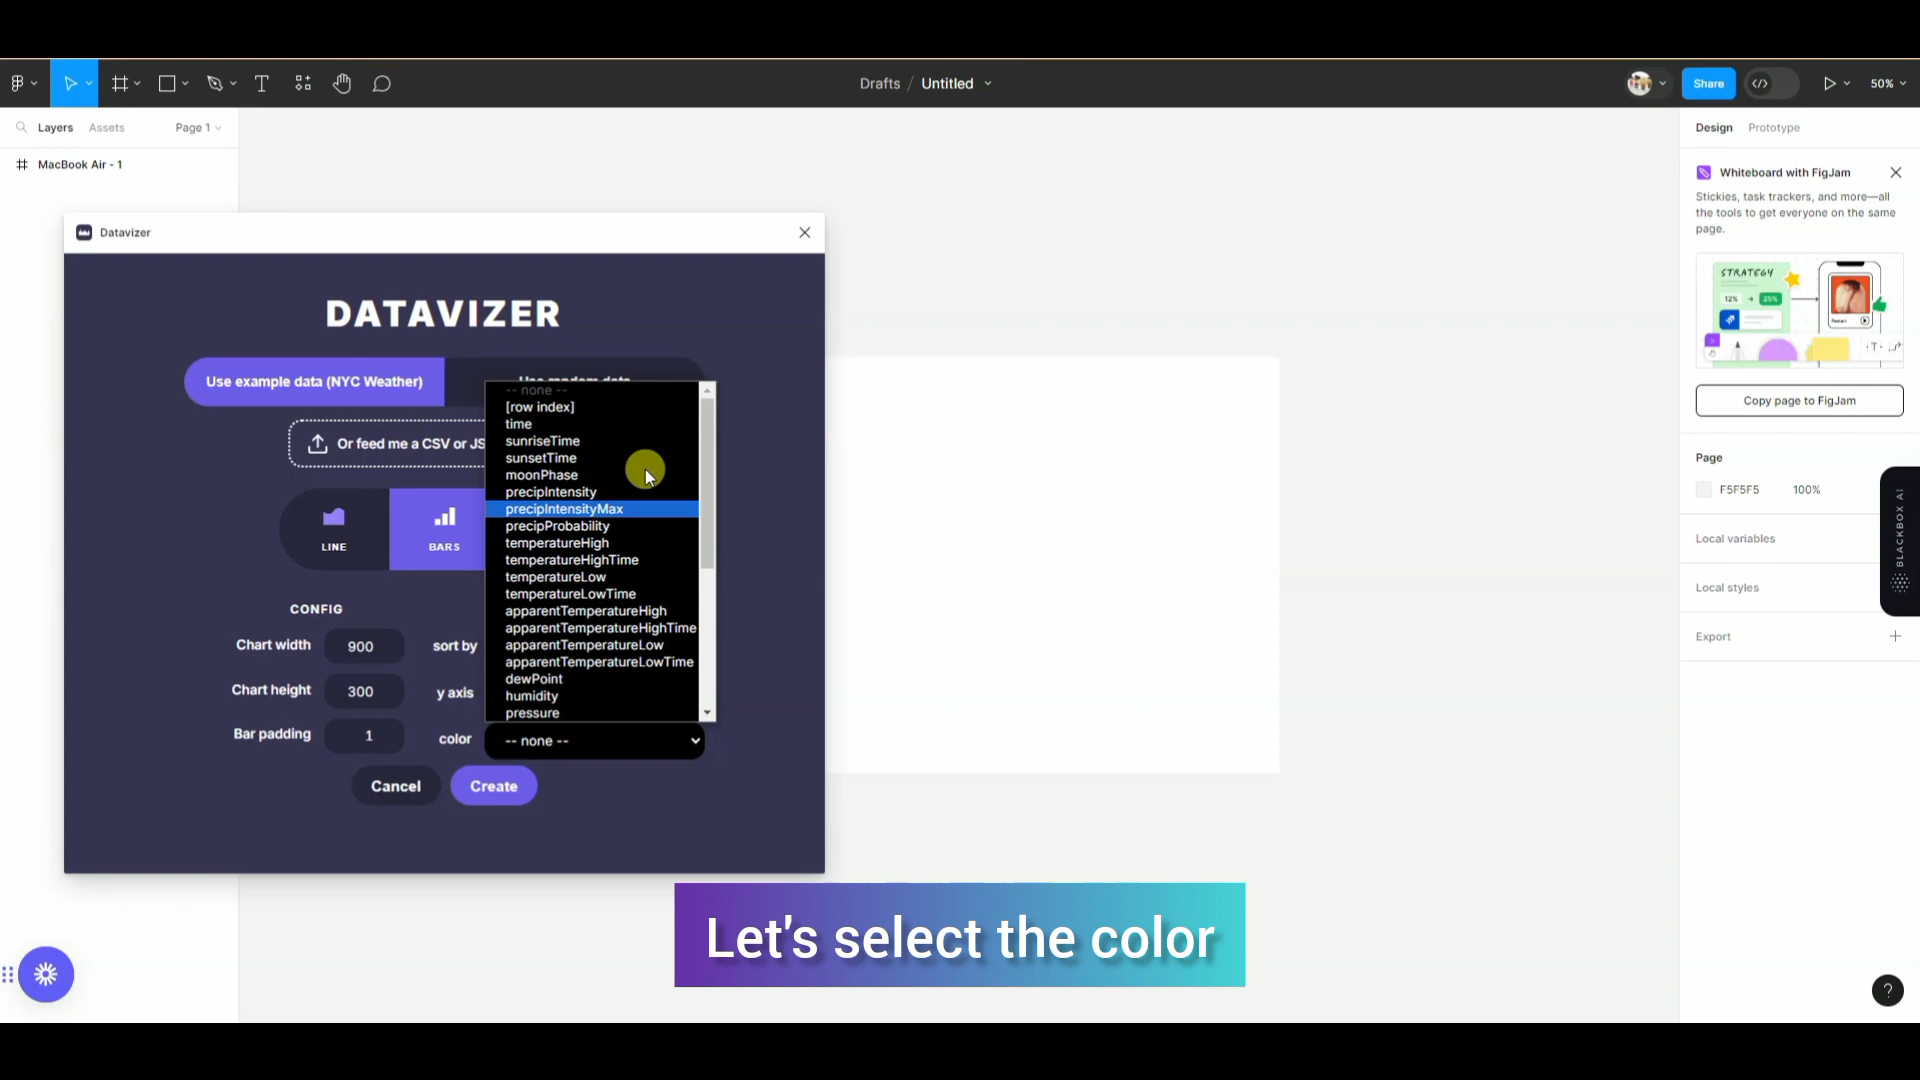 Drafts / Untitled
Share
50%
Layers
Assets
Page 1
MacBook Air - 1
Datavizer
DATAVIZER
Use example data (NYC Weather)
Or feed me a CSV or JS
LINE
BARS
CONFIG
Chart width
900
sort by
Chart height
300
y axis
Bar padding
1
color
-- none --
[row index]
time
sunriseTime
sunsetTime
moonPhase
precipIntensity
precipIntensityMax
precipProbability
temperatureHigh
temperatureHighTime
temperatureLow
temperatureLowTime
apparentTemperatureHigh
apparentTemperatureHighTime
apparentTemperatureLow
apparentTemperatureLowTime
dewPoint
humidity
pressure
-- none --
Cancel
Create
Let's select the color
Design
Prototype
Whiteboard with FigJam
Stickies, task trackers, and more—all
the tools to get everyone on the same
page.
STRATEGY
12%
25%
Copy page to FigJam
Page
F5F5F5
100%
Local variables
Local styles
Export
BLACKBOX AI
?